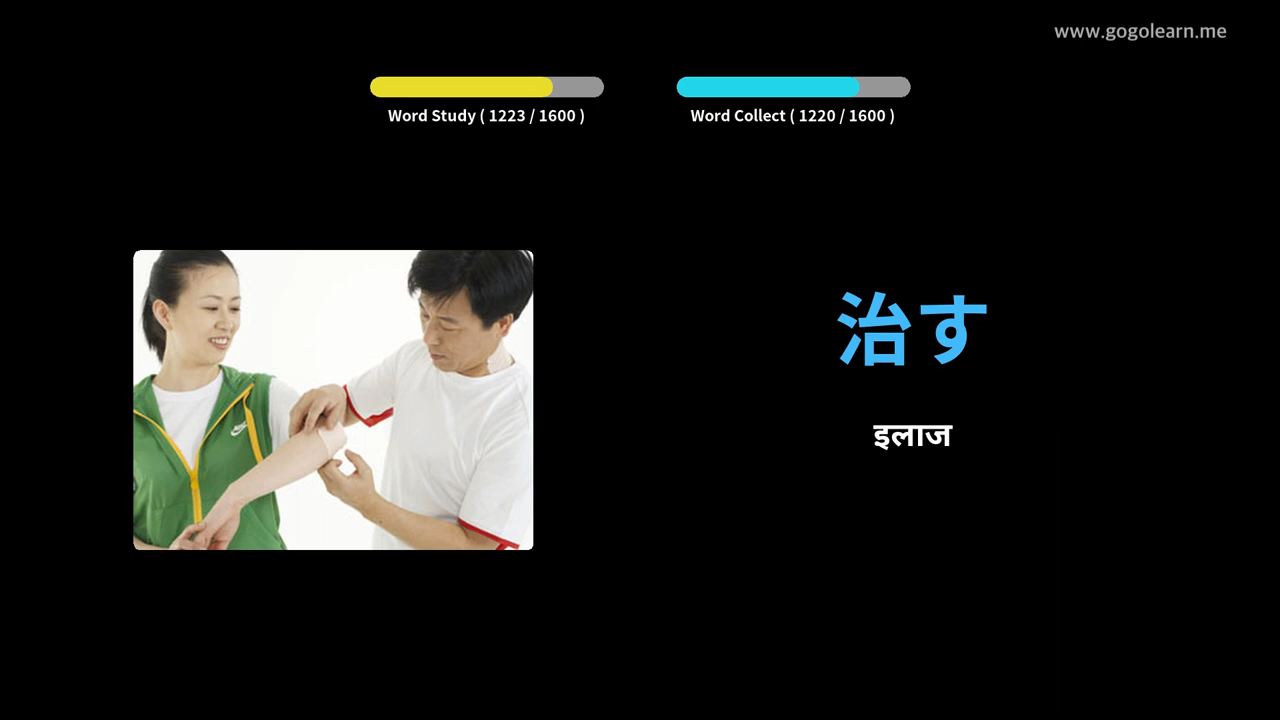 www.gogolearn.me
Word Study ( 1223 / 1600 )
Word Collect ( 1220 / 1600 )
治す
इलाज